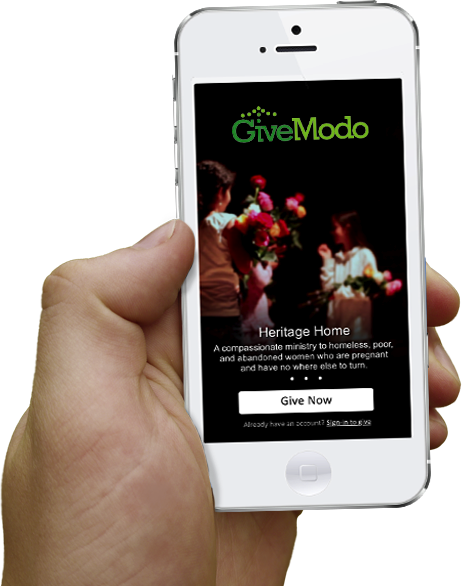 GiveModo
Heritage Home
A compassionate ministry to homeless, poor,
and abandoned women who are pregnant
and have no where else to turn.
Give Now
Already have an account? Sign-in to give